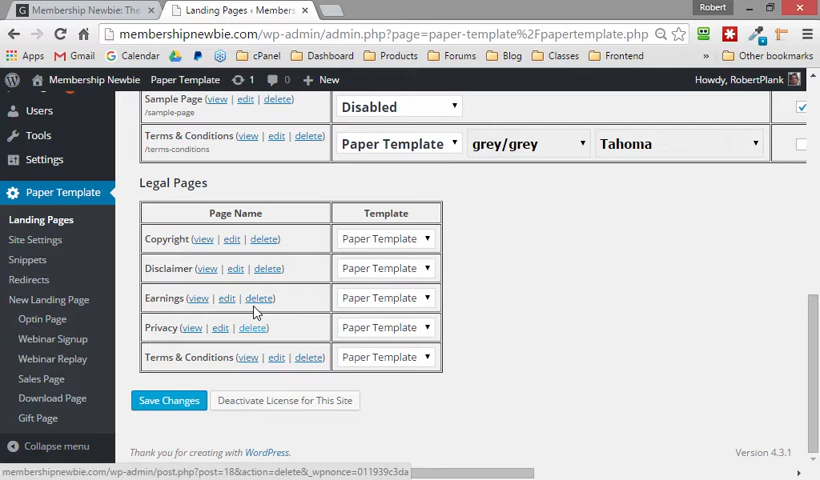 Robert
Membership Newbie: The
Landing Pages ‹ Members
membershipnewbie.com/wp-admin/admin.php?page=paper-template%2Fpapertemplate.php
Gmail
Calendar
cPanel
Dashboard
Products
Forums
Blog
Classes
Frontend
»
Other bookmarks
Membership Newbie
Paper Template
1
0
New
Howdy, RobertPlank
Users
Tools
Settings
Paper Template
Landing Pages
Site Settings
Snippets
Redirects
New Landing Page
Optin Page
Webinar Signup
Webinar Replay
Sales Page
Download Page
Gift Page
Collapse menu
Sample Page (view | edit | delete)
/sample-page
Disabled
Terms & Conditions (view | edit | delete)
/terms-conditions
Paper Template
grey/grey
Tahoma
Legal Pages
Page Name
Template
Copyright (view | edit | delete)
Paper Template
Disclaimer (view | edit | delete)
Paper Template
Earnings (view | edit | delete)
Paper Template
Privacy (view | edit | delete)
Paper Template
Terms & Conditions (view | edit | delete)
Paper Template
Save Changes
Deactivate License for This Site
Thank you for creating with WordPress.
Version 4.3.1
membershipnewbie.com/wp-admin/post.php?post=18&action=delete&_wpnonce=011939c3da